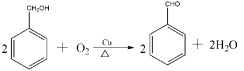 CH₂OH
CHO
2 + O₂ Cu △ 2 + 2H₂O